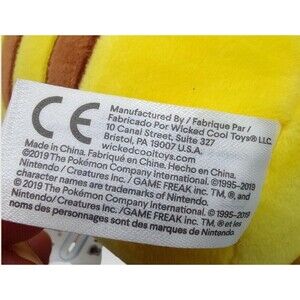 CE
Manufactured By / Fabrique Par /
Fabricado Por Wicked Cool Toys® LLC.
10 Canal Street, Suite 327
Bristol, PA 19007 U.S.A.
wickedcooltoys.com
Made in China. Fabriqué en Chine. Hecho en China.
©2019 The Pokémon Company International. ©1995-2019
Nintendo / Creatures Inc. / GAME FREAK inc. TM, ®, and
character names are trademarks of Nintendo.
© 2019 The Pokémon Company International. © 1995-2019
Nintendo/Creatures Inc. /GAME FREAK inc. TM, ® et les
noms des personnages sont des marques de Nintendo.